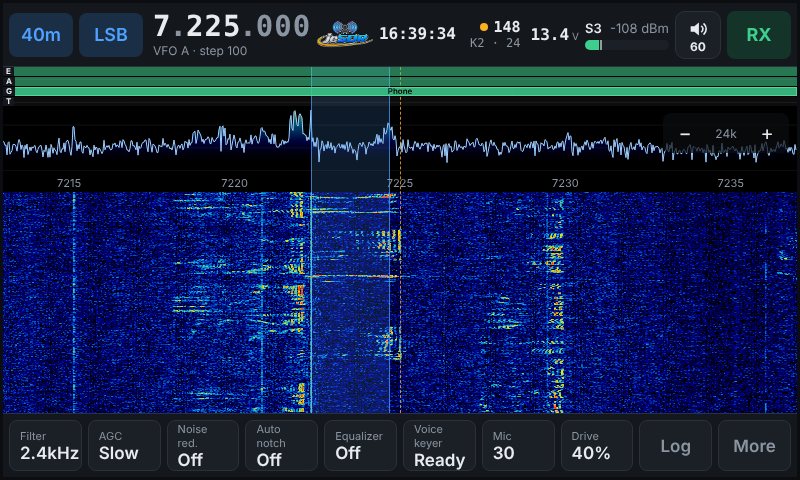 40m
LSB
7.225.000
VFO A · step 100
16:39:34
148
K2 · 24
13.4 v
S3 -108 dBm
60
RX
E
A
G
T
Phone
− 24k +
7215 7220 7225 7230 7235
Filter
2.4kHz
AGC
Slow
Noise
red.
Off
Auto
notch
Off
Equalizer
Off
Voice
keyer
Ready
Mic
30
Drive
40%
Log
More